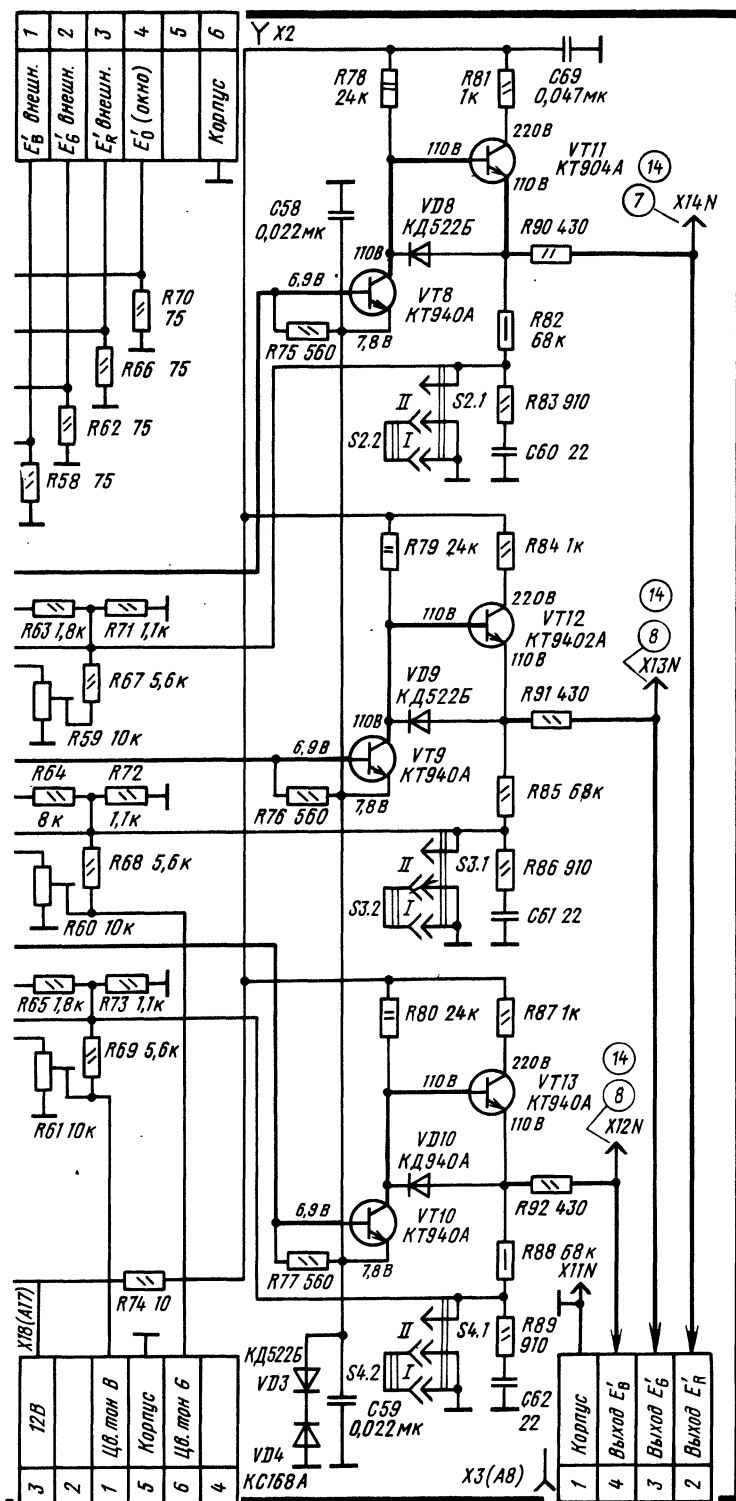 1 2 3 4 5 6
E'B Внешн.
E'G Внешн.
E'R Внешн.
E'0 (окно)
Корпус
X2
R78
24к
R81
1к
C69
0,047мк
220В
110В
VT11
КТ904А
110В
14
7
X14N
C58
0,022мк
VD8
КД522Б
R90 430
110В
6,9В
VT8
КТ940А
R70
75
R75 560
7,8В
R82
68к
R66 75
II
S2.1
R83 910
R62 75
S2.2
I
C60 22
R58 75
R79 24к
R84 1к
220В
110В
VT12
КТ9402А
110В
14
8
X13N
R63 1,8к
R71 1,1к
R67 5,6к
VD9
КД522Б
R91 430
R59 10к
110В
6,9В
VT9
КТ940А
R64
8к
R72
1,1к
R76 560
7,8В
R85 68к
R68 5,6к
II
S3.1
R86 910
R60 10к
S3.2
I
C61 22
R65 1,8к
R73 1,1к
R80 24к
R87 1к
R69 5,6к
220В
110В
VT13
КТ940А
110В
14
8
X12N
R61 10к
VD10
КД940А
R92 430
6,9В
VT10
КТ940А
R77 560
7,8В
R88 68к
X11N
X18(А17)
R74 10
II
S4.1
R89
910
КД522Б
VD3
S4.2
I
C59
0,022мк
C62
22
VD4
КС168А
X3(А8)
3 12В
2
1 Цв. тон В
5 Корпус
6 Цв. тон G
4
1 Корпус
4 Выход E'B
3 Выход E'G
2 Выход E'R